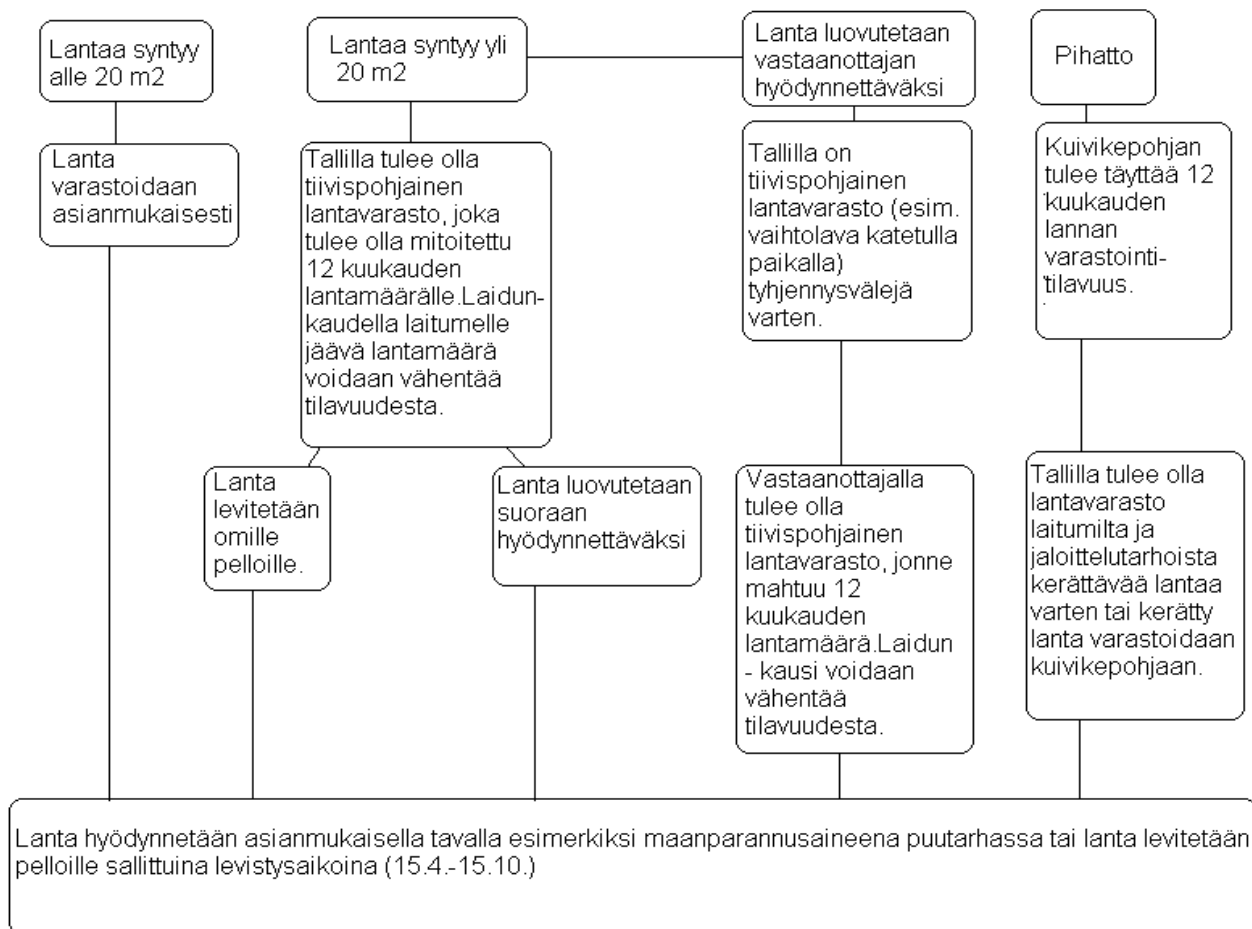 Lantaa syntyy
alle 20 m2
Lanta
varastoidaan
asianmukaisesti
Lantaa syntyy yli
20 m2
Tallilla tulee olla
tiivispohjainen
lantavarasto, joka
tulee olla mitoitettu
12 kuukauden
lantamäärälle.Laidun-
kaudella laitumelle
jäävä lantamäärä
voidaan vähentää
tilavuudesta.
Lanta
levitetään
omille
pelloille.
Lanta luovutetaan
suoraan
hyödynnettäväksi
Lanta luovutetaan
vastaanottajan
hyödynnettäväksi
Tallilla on
tiivispohjainen
lantavarasto (esim.
vaihtolava katetulla
paikalla)
tyhjennysvälejä
varten.
Vastaanottajalla
tulee olla
tiivispohjainen
lantavarasto, jonne
mahtuu 12
kuukauden
lantamäärä.Laidun
- kausi voidaan
vähentää
tilavuudesta.
Pihatto
Kuivikepohjan
tulee täyttää 12
kuukauden
lannan
varastointi-
tilavuus.
Tallilla tulee olla
lantavarasto
laitumilta ja
jaloittelutarhoista
kerättävää lantaa
varten tai kerätty
lanta varastoidaan
kuivikepohjaan.
Lanta hyödynnetään asianmukaisella tavalla esimerkiksi maanparannusaineena puutarhassa tai lanta levitetään
pelloille sallittuina levistysaikoina (15.4.-15.10.)